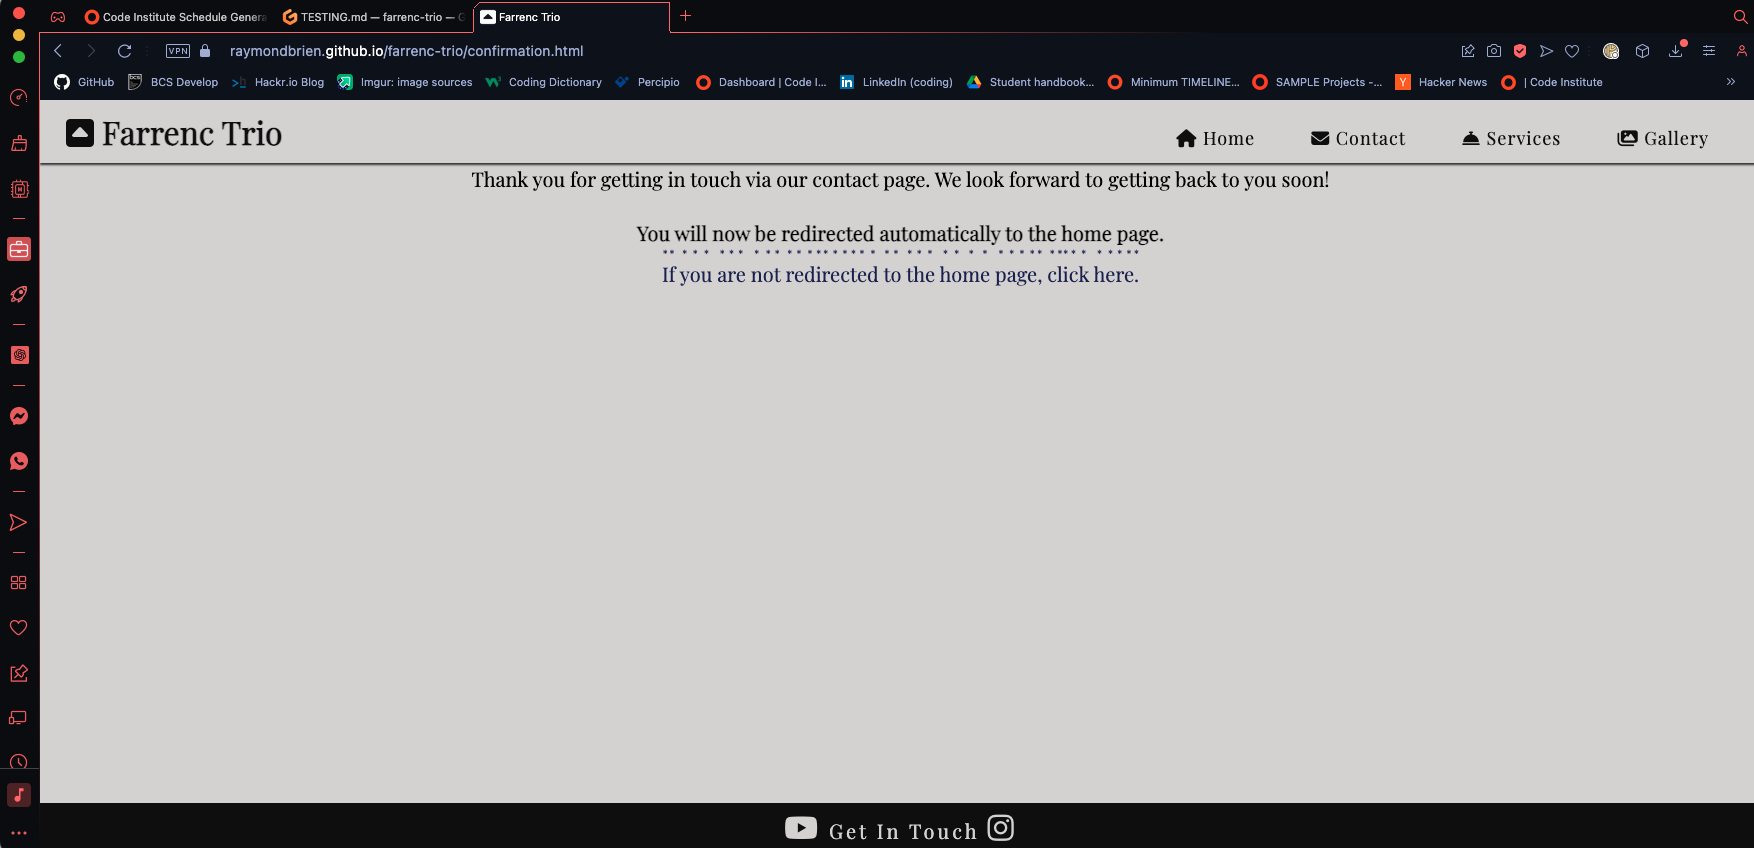 Code Institute Schedule Genera
TESTING.md — farrenc-trio — G
Farrenc Trio
VPN
raymondbrien.github.io/farrenc-trio/confirmation.html
GitHub
BCS Develop
Hackr.io Blog
Imgur: image sources
Coding Dictionary
Percipio
Dashboard | Code I...
LinkedIn (coding)
Student handbook...
Minimum TIMELINE...
SAMPLE Projects -...
Hacker News
| Code Institute
Farrenc Trio
Home
Contact
Services
Gallery
Thank you for getting in touch via our contact page. We look forward to getting back to you soon!
You will now be redirected automatically to the home page.
If you are not redirected to the home page, click here.
Get In Touch